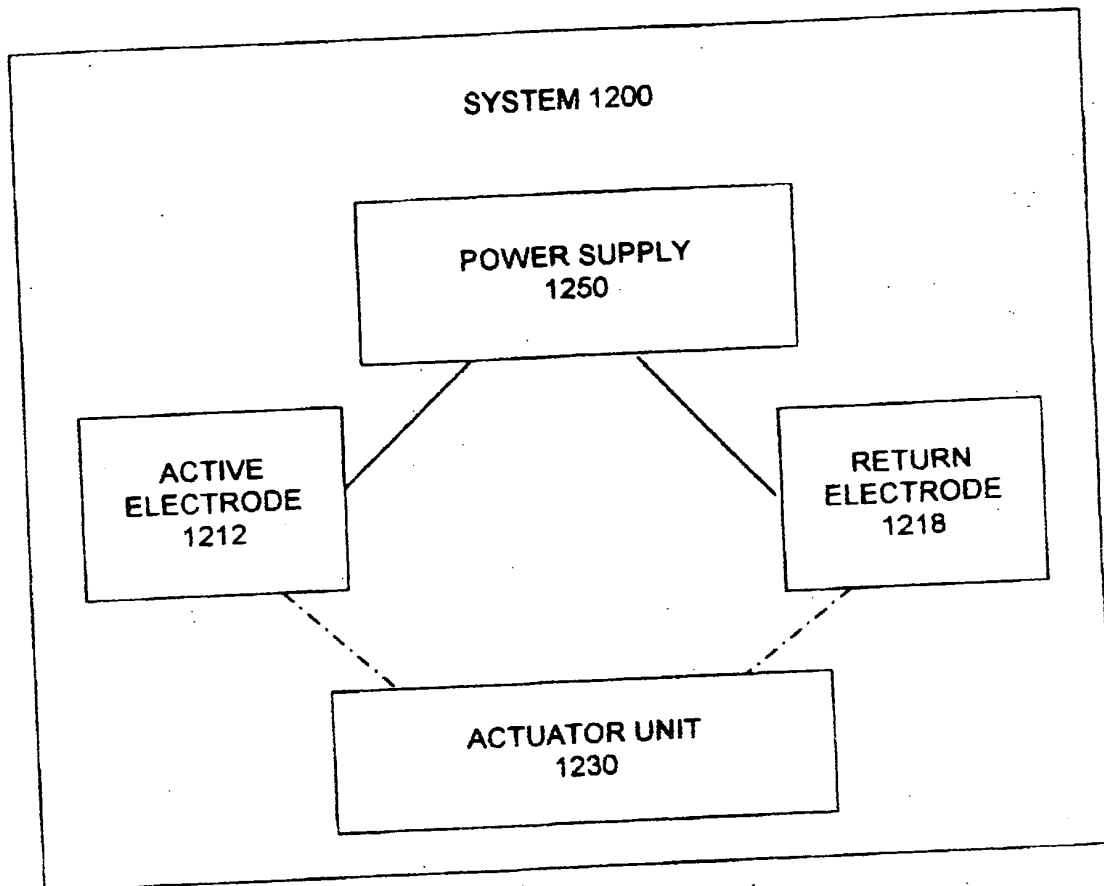 SYSTEM 1200
POWER SUPPLY
1250
ACTIVE
ELECTRODE
1212
RETURN
ELECTRODE
1218
ACTUATOR UNIT
1230